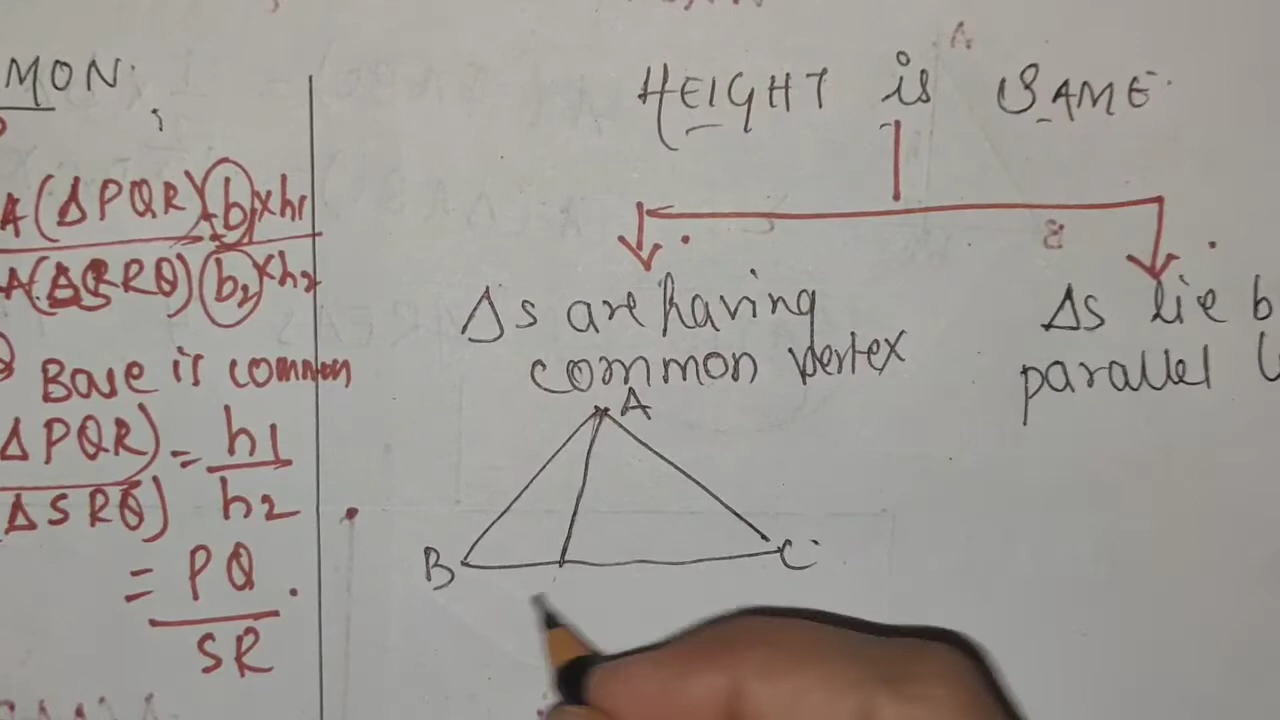 MON.
A(ΔPQR) b1×h1
A(ΔSRQ) b2×h2
Base is common
ΔPQR) = h1
ΔSRQ) h2
= PQ
SR
HEIGHT is SAME
Δs are having
common vertex
A
B
C
Δs lie b
parallel